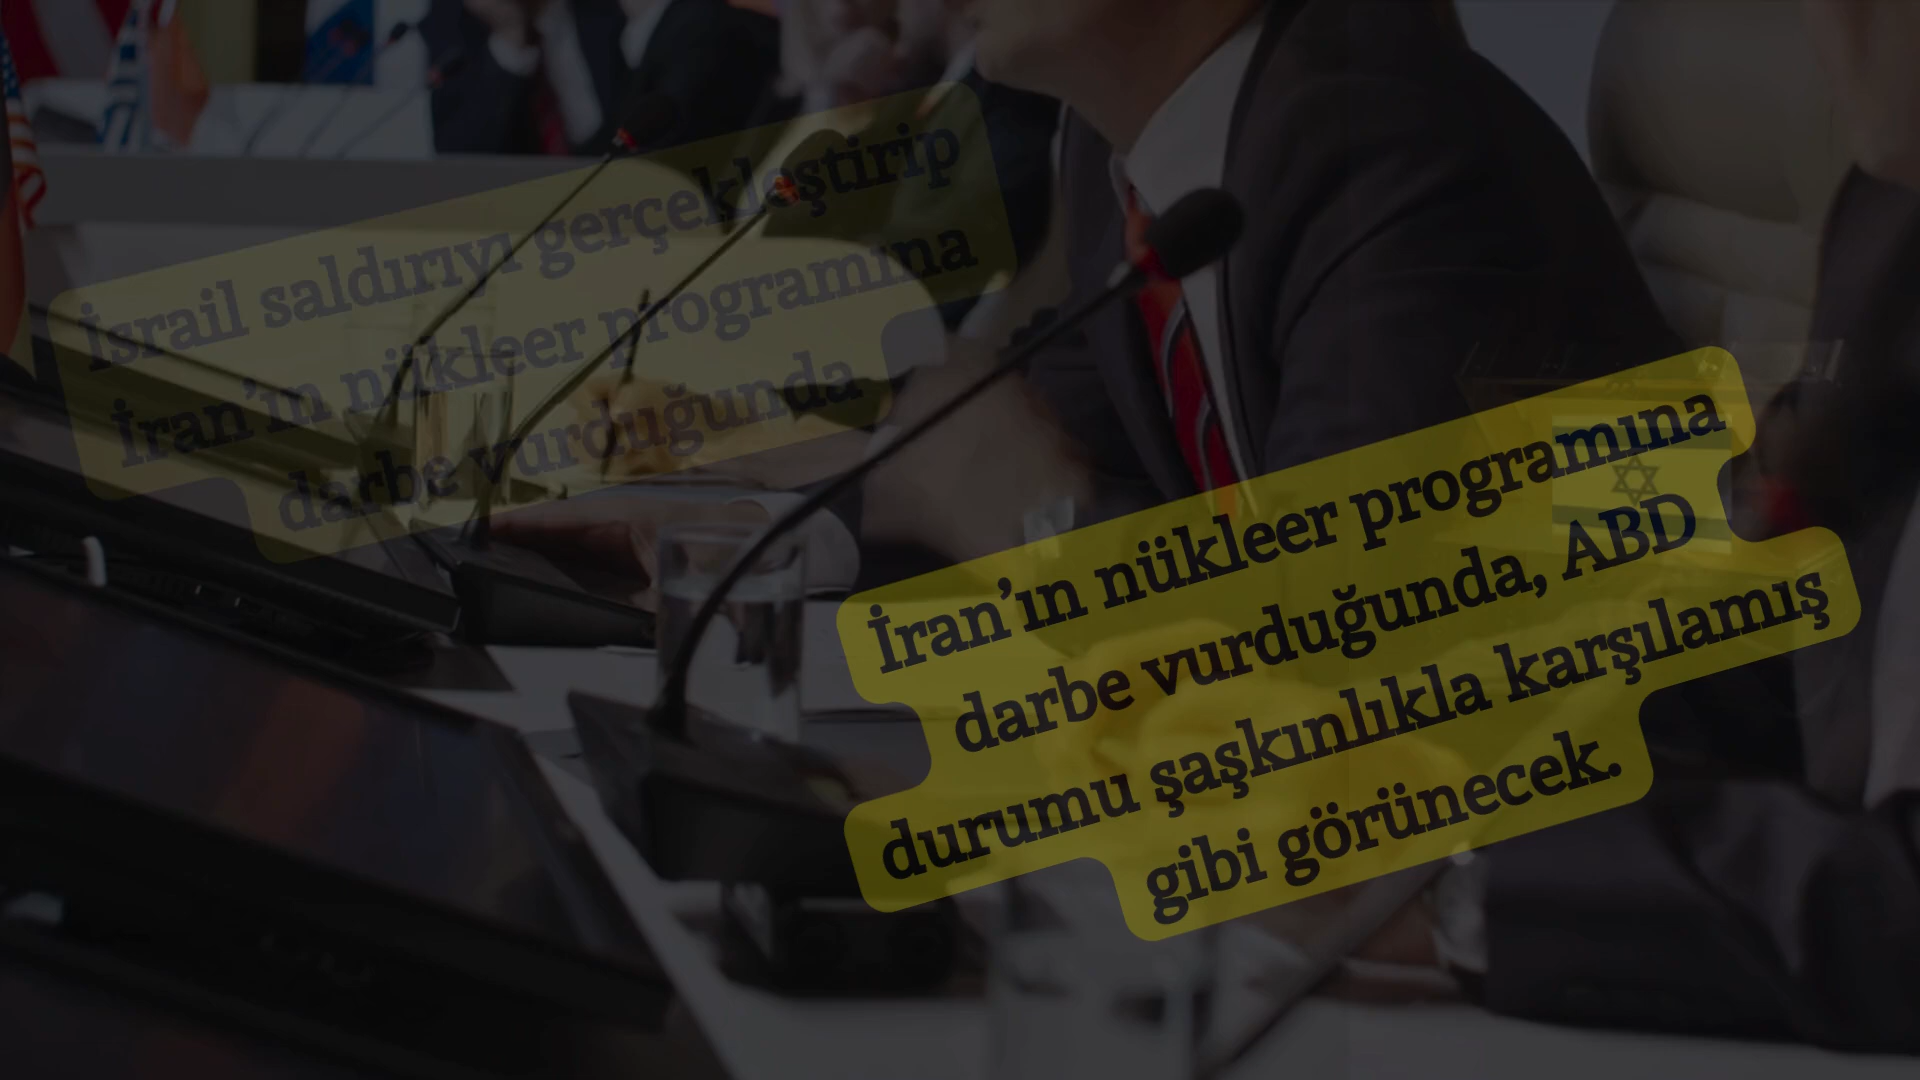 İsrail saldırıyı gerçekleştirip
İran’ın nükleer programına
darbe vurduğunda
İran’ın nükleer programına
darbe vurduğunda, ABD
durumu şaşkınlıkla karşılamış
gibi görünecek.